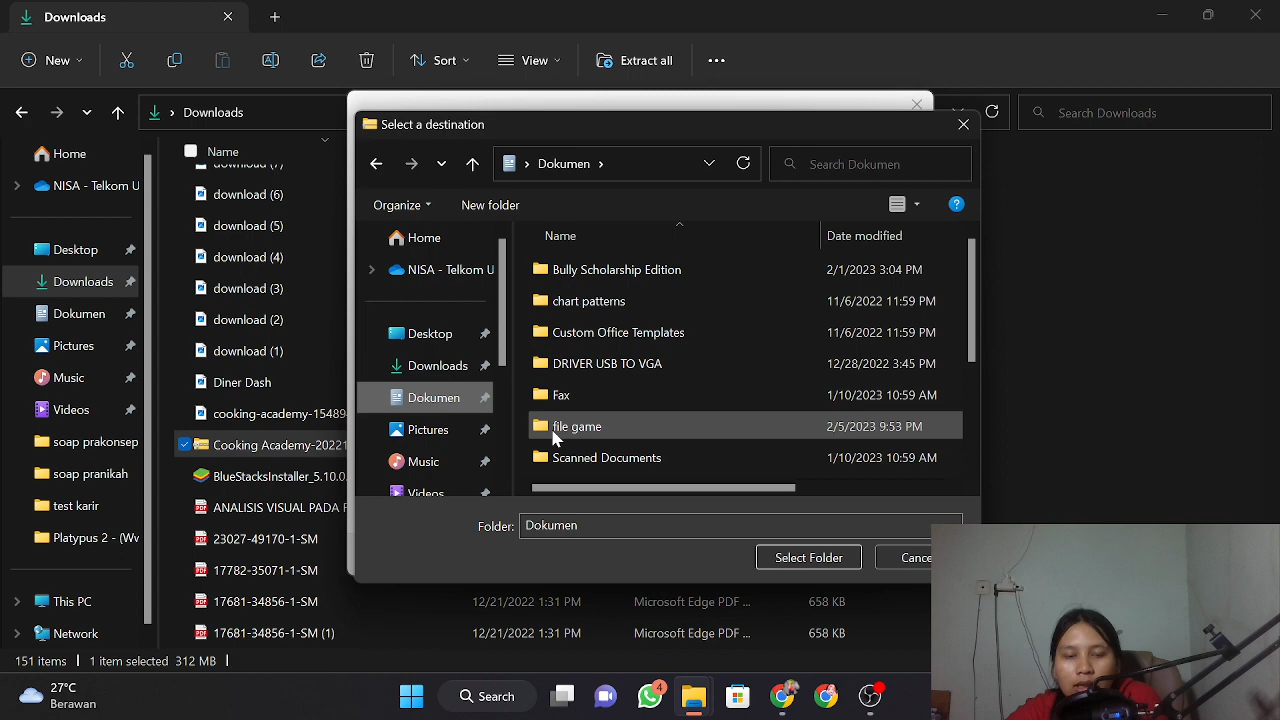 Downloads
New
Sort
View
Extract all
Downloads
Search Downloads
Select a destination
Dokumen
Search Dokumen
Organize
New folder
Home
NISA - Telkom U
Desktop
Downloads
Dokumen
Pictures
Music
Videos
soap prakonsep
soap pranikah
test karir
Platypus 2 - (Wv
This PC
Network
Name
download (7)
download (6)
download (5)
download (4)
download (3)
download (2)
download (1)
Diner Dash
cooking-academy-15489
Cooking Academy-20221
BlueStacksInstaller_5.10.0.
ANALISIS VISUAL PADA F
23027-49170-1-SM
17782-35071-1-SM
17681-34856-1-SM 12/21/2022 1:31 PM Microsoft Edge PDF ... 658 KB
17681-34856-1-SM (1) 12/21/2022 1:31 PM Microsoft Edge PDF ... 658 KB
Home
NISA - Telkom U
Desktop
Downloads
Dokumen
Pictures
Music
Videos
Name Date modified
Bully Scholarship Edition 2/1/2023 3:04 PM
chart patterns 11/6/2022 11:59 PM
Custom Office Templates 11/6/2022 11:59 PM
DRIVER USB TO VGA 12/28/2022 3:45 PM
Fax 1/10/2023 10:59 AM
file game 2/5/2023 9:53 PM
Scanned Documents 1/10/2023 10:59 AM
Folder: Dokumen
Select Folder
Cance
151 items 1 item selected 312 MB
27°C
Berawan
Search
4